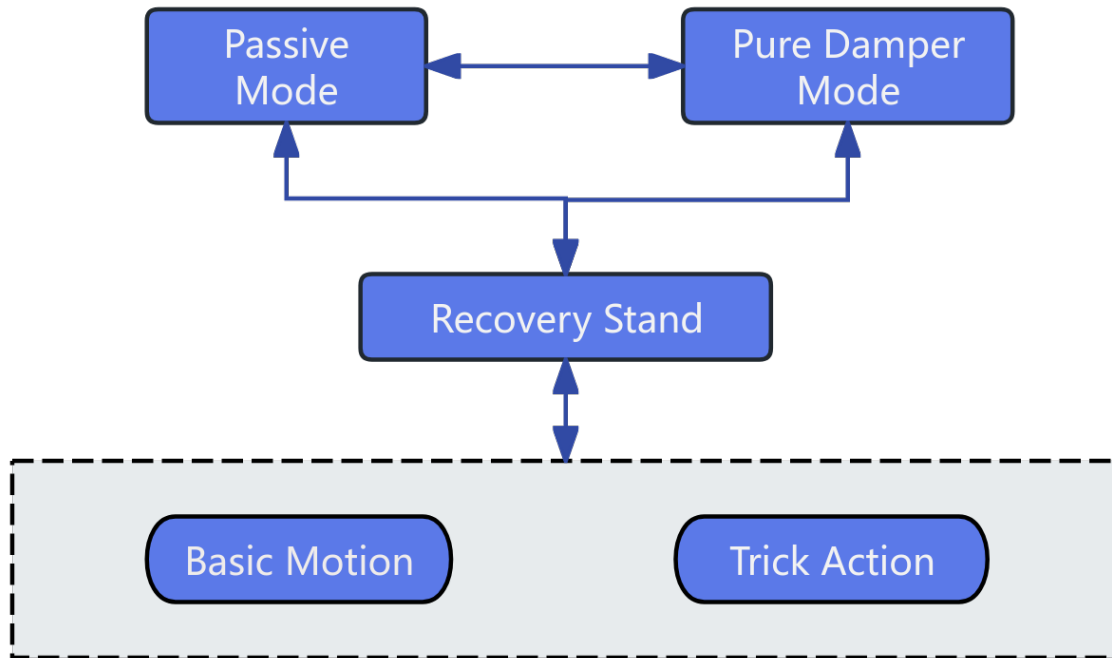 Passive
Mode
Pure Damper
Mode
Recovery Stand
Basic Motion
Trick Action